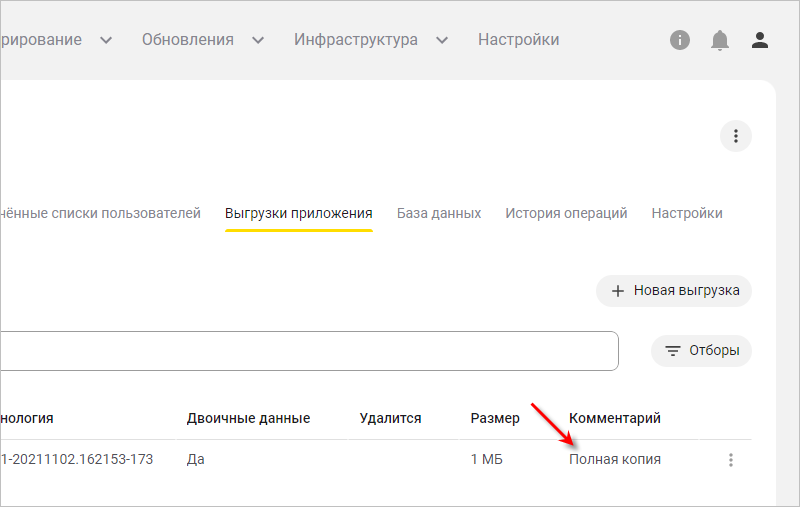 рирование Обновления Инфраструктура Настройки
нённые списки пользователей Выгрузки приложения База данных История операций Настройки
+ Новая выгрузка
Отборы
нология Двоичные данные Удалится Размер Комментарий
1-20211102.162153-173 Да 1 МБ Полная копия